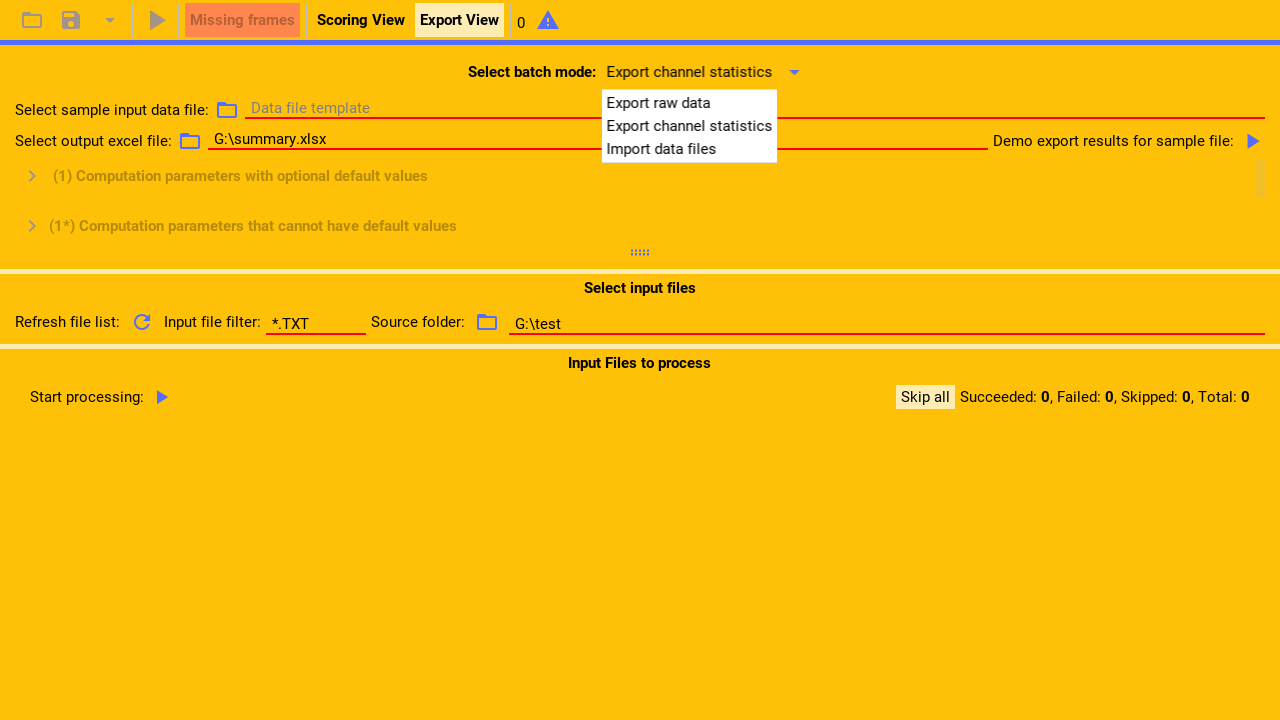 Missing frames Scoring View Export View 0
Select batch mode: Export channel statistics
Export raw data
Export channel statistics
Import data files
Select sample input data file: Data file template
Select output excel file: G:\summary.xlsx Demo export results for sample file:
(1) Computation parameters with optional default values
(1*) Computation parameters that cannot have default values
Select input files
Refresh file list: Input file filter: *.TXT Source folder: G:\test
Input Files to process
Start processing: Skip all Succeeded: 0, Failed: 0, Skipped: 0, Total: 0